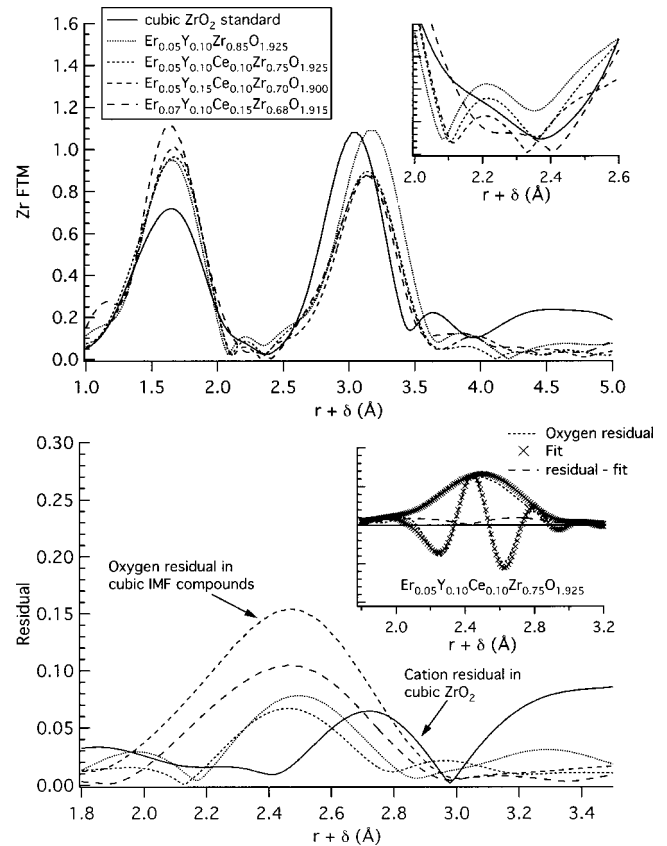 cubic ZrO₂ standard
Er₀.₀₅Y₀.₁₀Zr₀.₈₅O₁.₉₂₅
Er₀.₀₅Y₀.₁₀Ce₀.₁₀Zr₀.₇₅O₁.₉₂₅
Er₀.₀₅Y₀.₁₅Ce₀.₁₀Zr₀.₇₀O₁.₉₀₀
Er₀.₀₇Y₀.₁₀Ce₀.₁₅Zr₀.₆₈O₁.₉₁₅
1.6
1.4
1.2
1.0
0.8
0.6
0.4
0.2
0.0
Zr FTM
2.0 2.2 2.4 2.6
r + δ (Å)
1.0 1.5 2.0 2.5 3.0 3.5 4.0 4.5 5.0
r + δ (Å)
0.30
0.25
0.20
0.15
0.10
0.05
0.00
Residual
Oxygen residual
Fit
residual - fit
Er₀.₀₅Y₀.₁₀Ce₀.₁₀Zr₀.₇₅O₁.₉₂₅
2.0 2.4 2.8 3.2
r + δ (Å)
Oxygen residual in
cubic IMF compounds
Cation residual in
cubic ZrO₂
1.8 2.0 2.2 2.4 2.6 2.8 3.0 3.2 3.4
r + δ (Å)